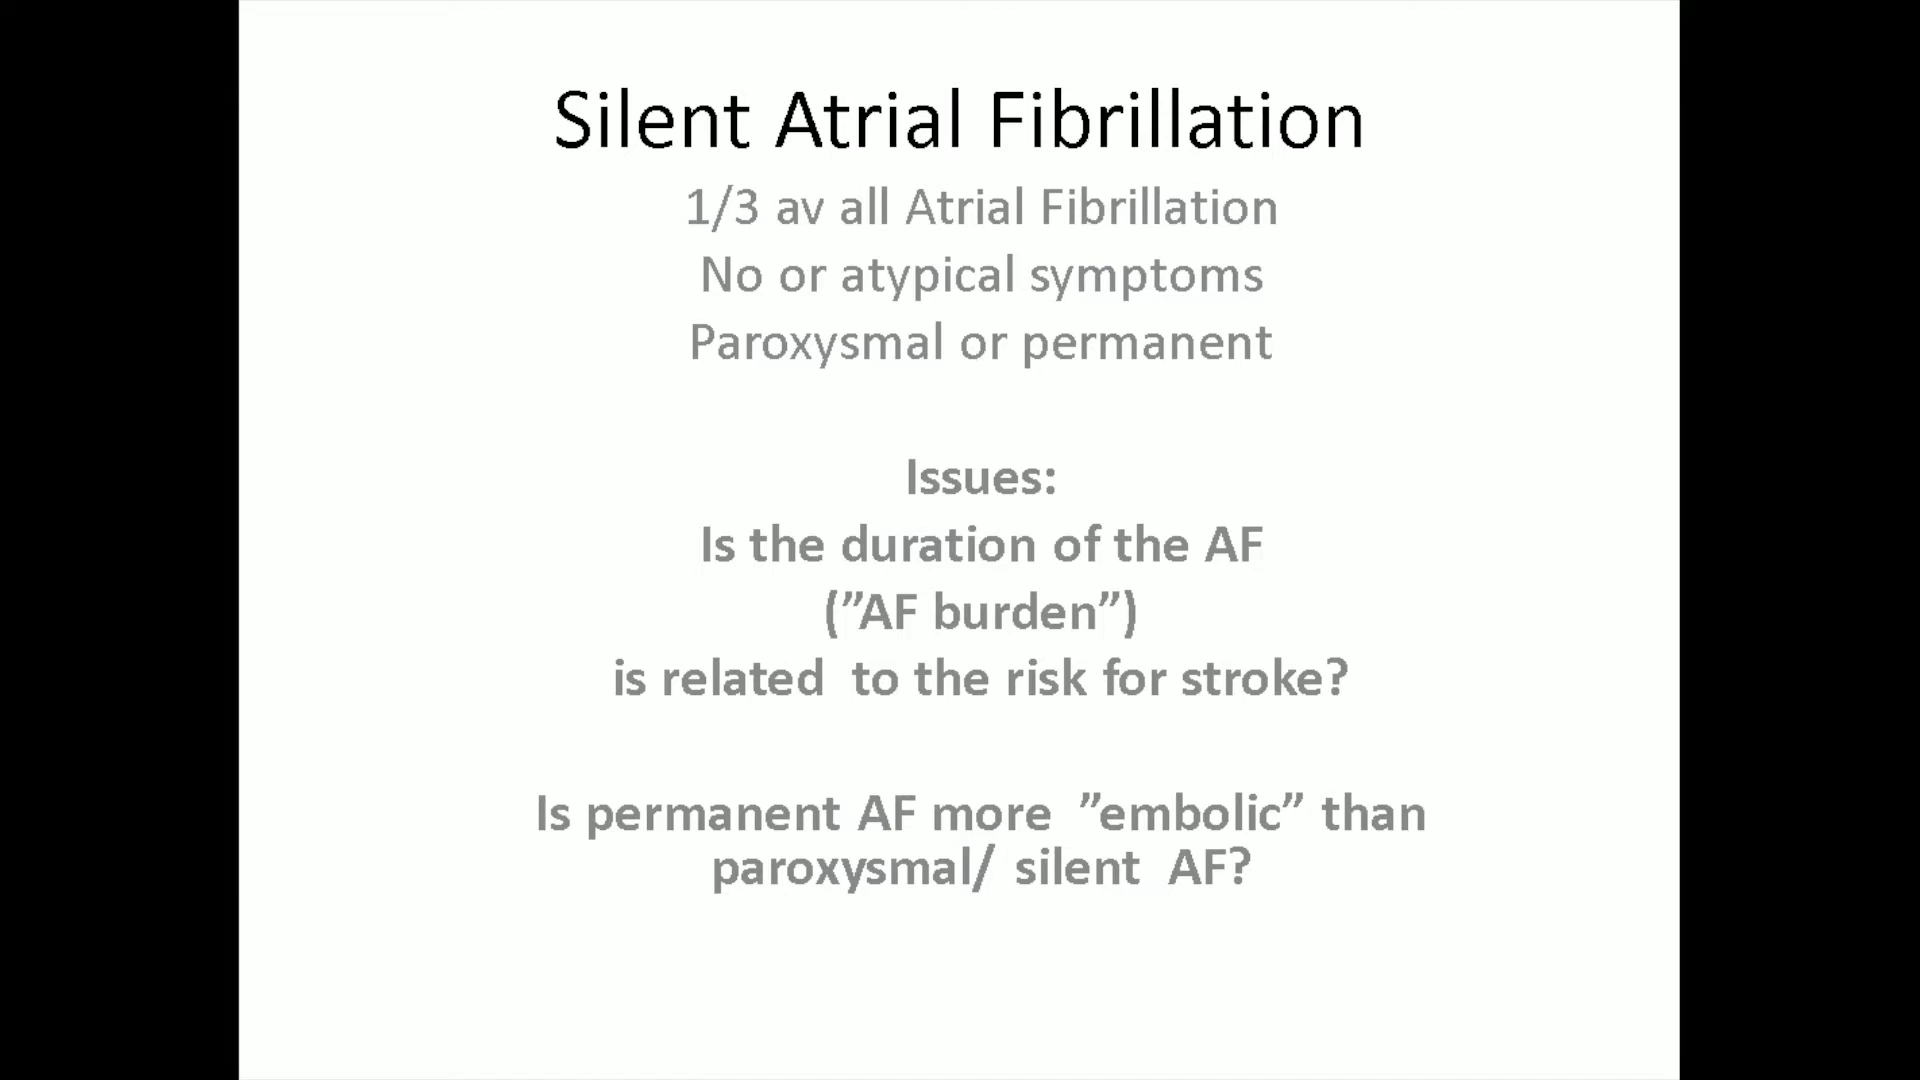 Silent Atrial Fibrillation
1/3 av all Atrial Fibrillation
No or atypical symptoms
Paroxysmal or permanent
Issues:
Is the duration of the AF
(”AF burden”)
is related  to the risk for stroke?
Is permanent AF more  ”embolic” than
paroxysmal/ silent  AF?